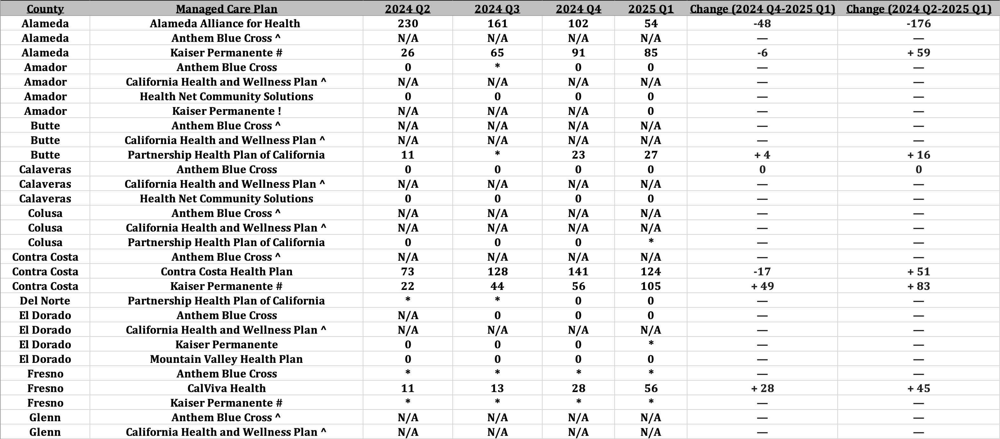 County Managed Care Plan 2024 Q2 2024 Q3 2024 Q4 2025 Q1 Change (2024 Q4-2025 Q1) Change (2024 Q2-2025 Q1)
Alameda Alameda Alliance for Health 230 161 102 54 -48 -176
Alameda Anthem Blue Cross ^ N/A N/A N/A N/A — —
Alameda Kaiser Permanente # 26 65 91 85 -6 + 59
Amador Anthem Blue Cross 0 * 0 0 — —
Amador California Health and Wellness Plan ^ N/A N/A N/A N/A — —
Amador Health Net Community Solutions 0 0 0 0 — —
Amador Kaiser Permanente ! N/A N/A N/A 0 — —
Butte Anthem Blue Cross ^ N/A N/A N/A N/A — —
Butte California Health and Wellness Plan ^ N/A N/A N/A N/A — —
Butte Partnership Health Plan of California 11 * 23 27 + 4 + 16
Calaveras Anthem Blue Cross 0 0 0 0 0 0
Calaveras California Health and Wellness Plan ^ N/A N/A N/A N/A — —
Calaveras Health Net Community Solutions 0 0 0 0 — —
Colusa Anthem Blue Cross ^ N/A N/A N/A N/A — —
Colusa California Health and Wellness Plan ^ N/A N/A N/A N/A — —
Colusa Partnership Health Plan of California 0 0 0 * — —
Contra Costa Anthem Blue Cross ^ N/A N/A N/A N/A — —
Contra Costa Contra Costa Health Plan 73 128 141 124 -17 + 51
Contra Costa Kaiser Permanente # 22 44 56 105 + 49 + 83
Del Norte Partnership Health Plan of California * * 0 0 — —
El Dorado Anthem Blue Cross N/A 0 0 0 — —
El Dorado California Health and Wellness Plan ^ N/A N/A N/A N/A — —
El Dorado Kaiser Permanente 0 0 0 * — —
El Dorado Mountain Valley Health Plan 0 0 0 0 — —
Fresno Anthem Blue Cross * * * * — —
Fresno CalViva Health 11 13 28 56 + 28 + 45
Fresno Kaiser Permanente # * * * * — —
Glenn Anthem Blue Cross ^ N/A N/A N/A N/A — —
Glenn California Health and Wellness Plan ^ N/A N/A N/A N/A — —